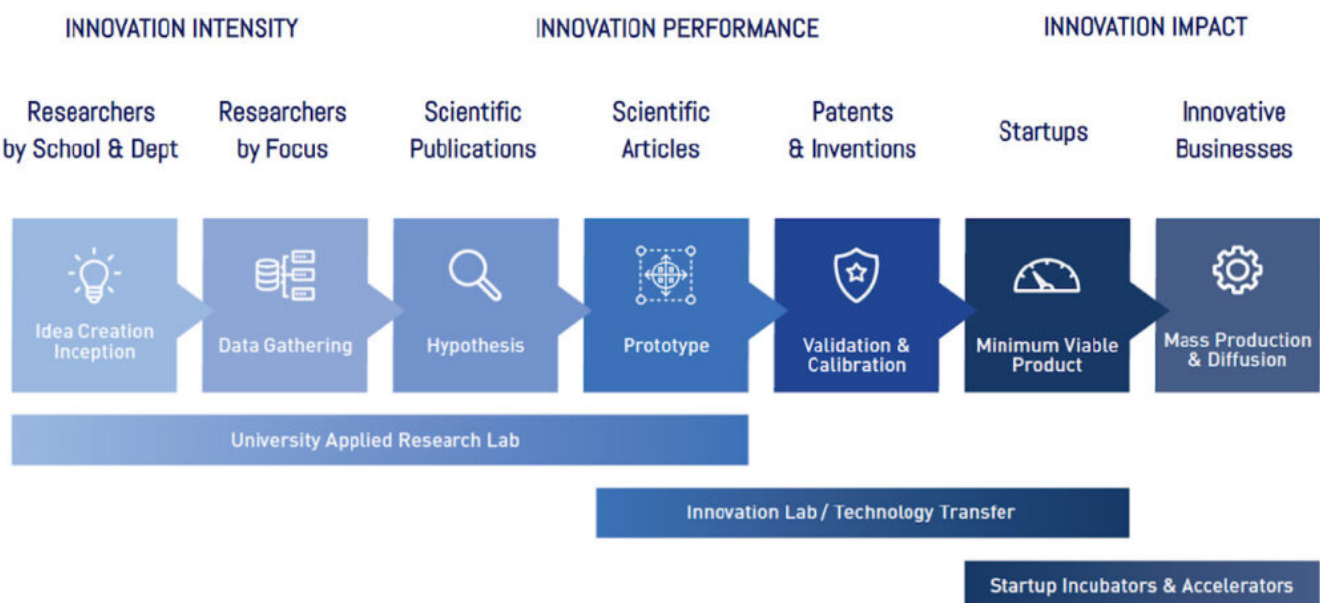 INNOVATION INTENSITY
INNOVATION PERFORMANCE
INNOVATION IMPACT
Researchers
by School & Dept
Researchers
by Focus
Scientific
Publications
Scientific
Articles
Patents
& Inventions
Startups
Innovative
Businesses
Idea Creation
Inception
Data Gathering
Hypothesis
Prototype
Validation &
Calibration
Minimum Viable
Product
Mass Production
& Diffusion
University Applied Research Lab
Innovation Lab / Technology Transfer
Startup Incubators & Accelerators